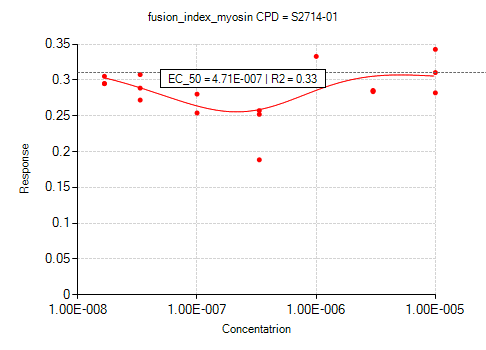 fusion_index_myosin CPD = S2714-01
0.35
0.3
0.25
0.2
0.15
0.1
0.05
0
EC_50 = 4.71E-007 | R2 = 0.33
Response
1.00E-008 1.00E-007 1.00E-006 1.00E-005
Concentatrion